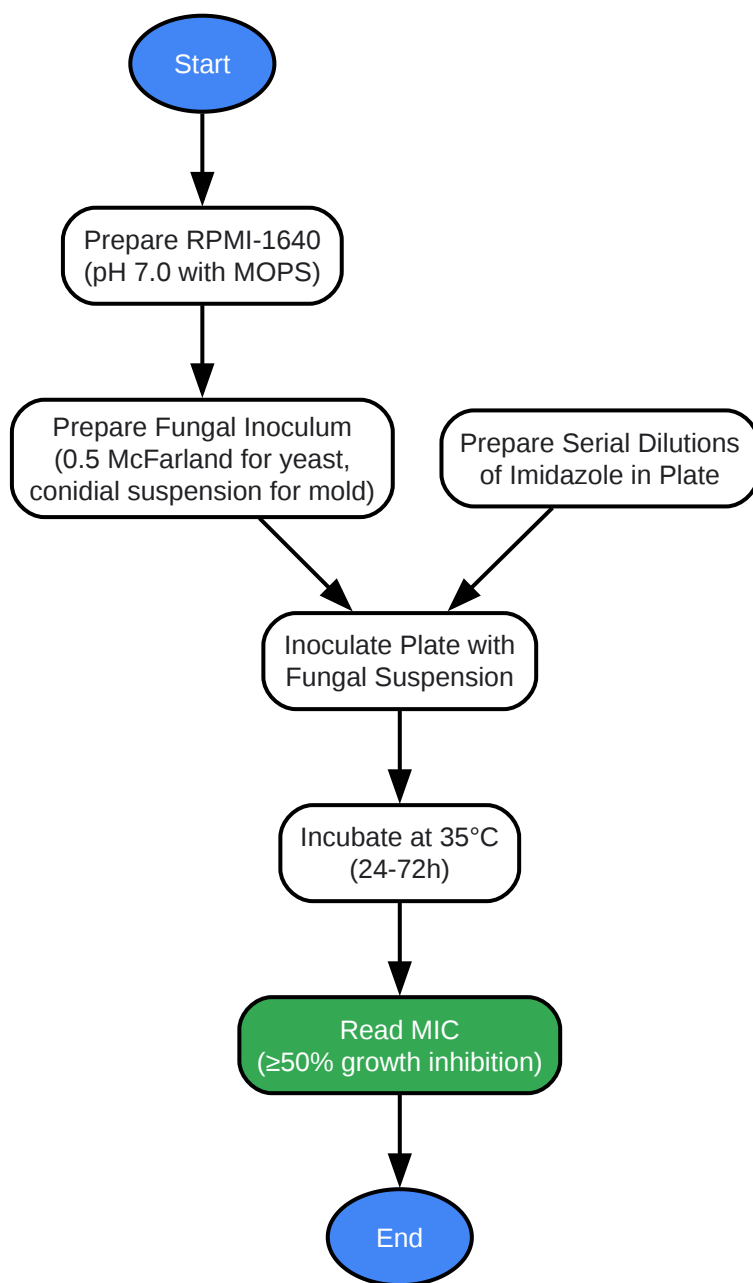 Start
Prepare RPMI-1640
(pH 7.0 with MOPS)
Prepare Fungal Inoculum
(0.5 McFarland for yeast,
conidial suspension for mold)
Prepare Serial Dilutions
of Imidazole in Plate
Inoculate Plate with
Fungal Suspension
Incubate at 35°C
(24-72h)
Read MIC
(≥50% growth inhibition)
End